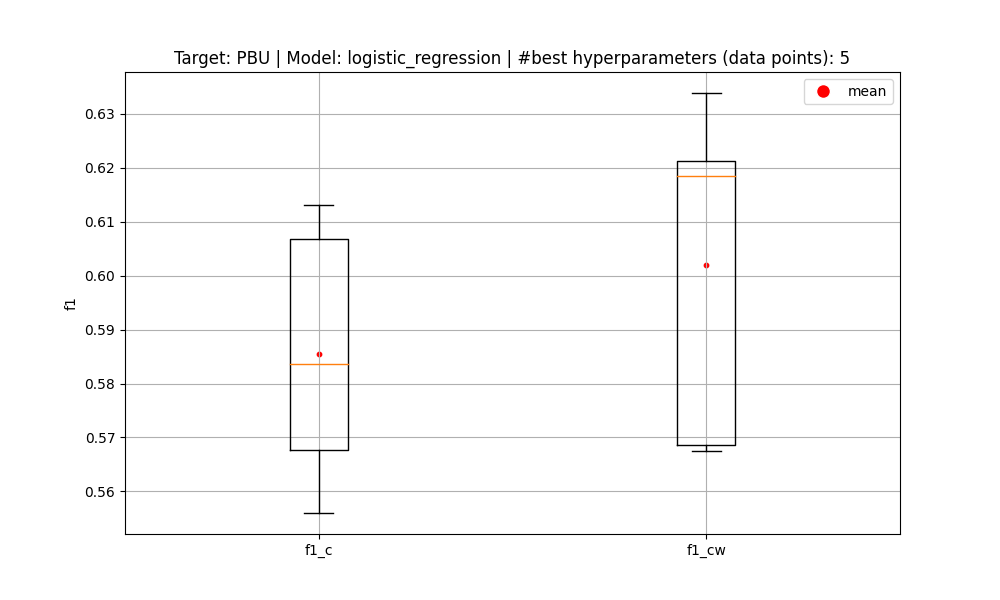 Target: PBU | Model: logistic_regression | #best hyperparameters (data points): 5
mean
0.63
0.62
0.61
0.60
0.59
0.58
0.57
0.56
f1
f1_c
f1_cw